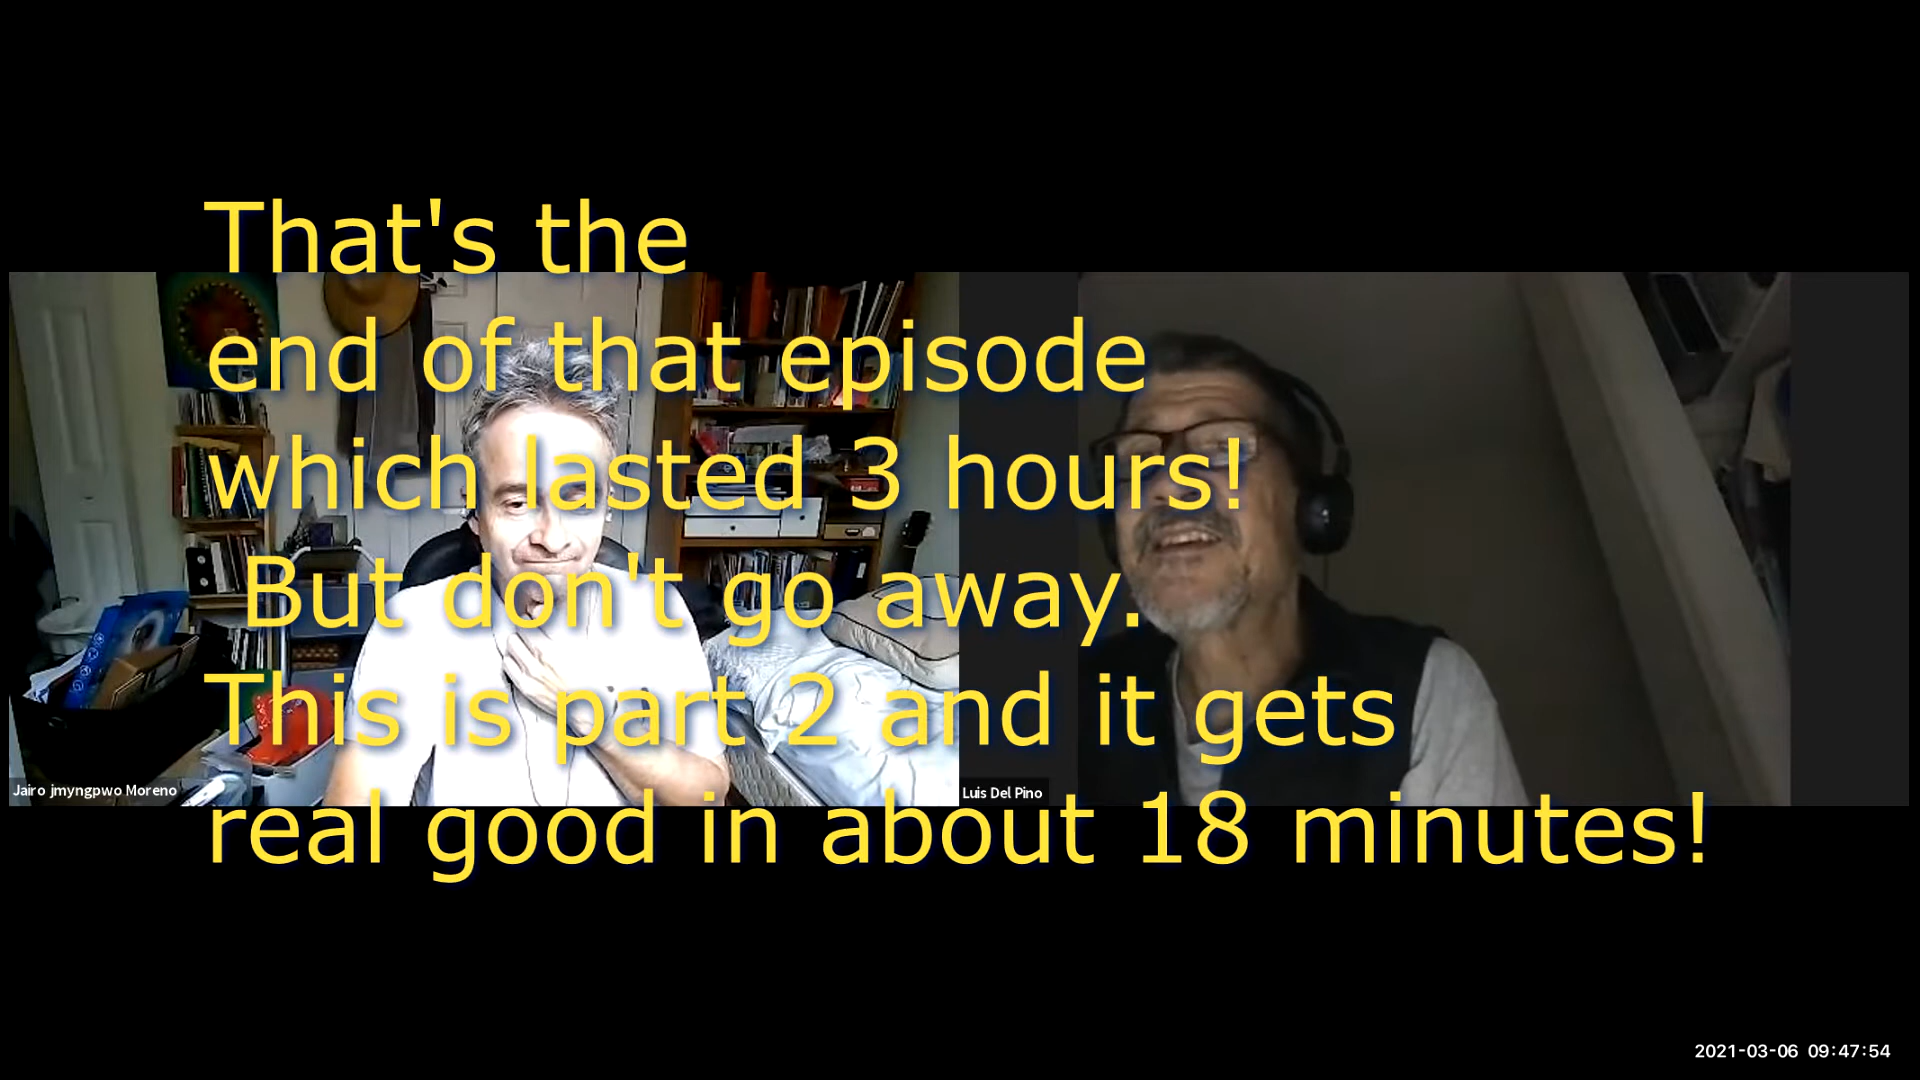 That's the
end of that episode
which lasted 3 hours!
But don't go away.
This is part 2 and it gets
real good in about 18 minutes!
Jairo jmyngpwo Moreno
Luis Del Pino
2021-03-06 09:47:54